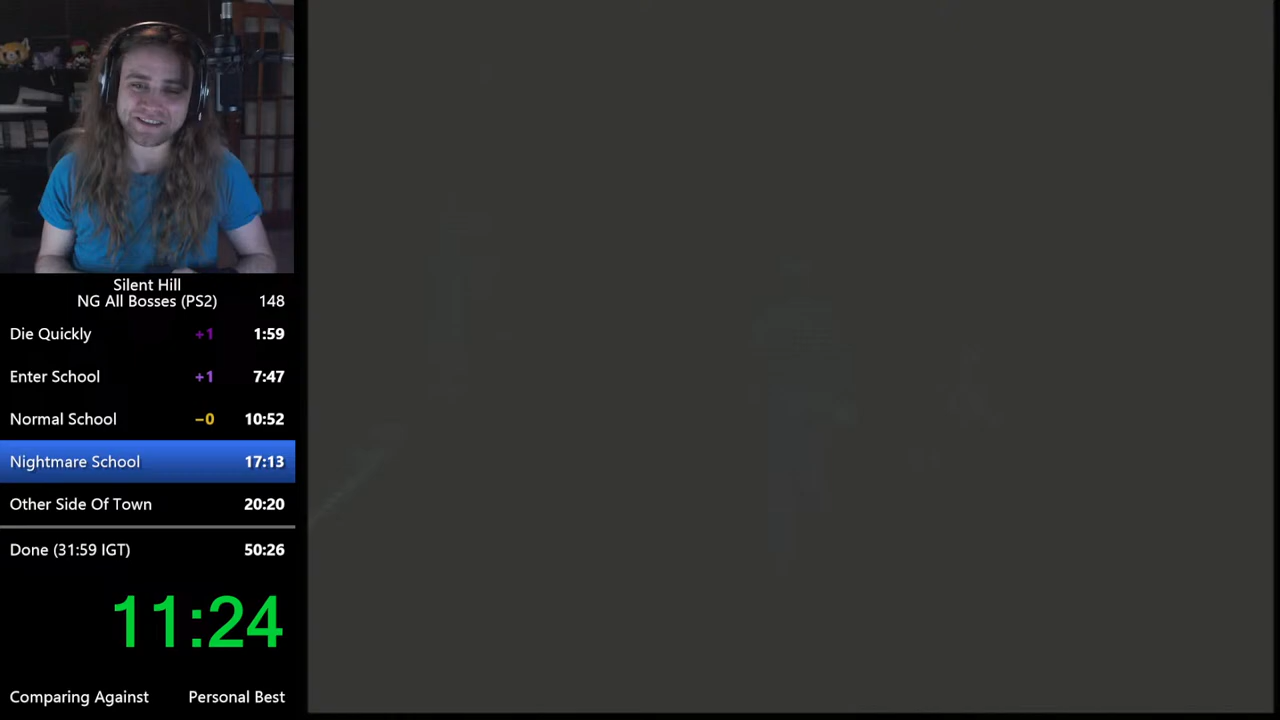 Silent Hill
NG All Bosses (PS2) 148
Die Quickly +1 1:59
Enter School +1 7:47
Normal School −0 10:52
Nightmare School 17:13
Other Side Of Town 20:20
Done (31:59 IGT) 50:26
11:24
Comparing Against Personal Best